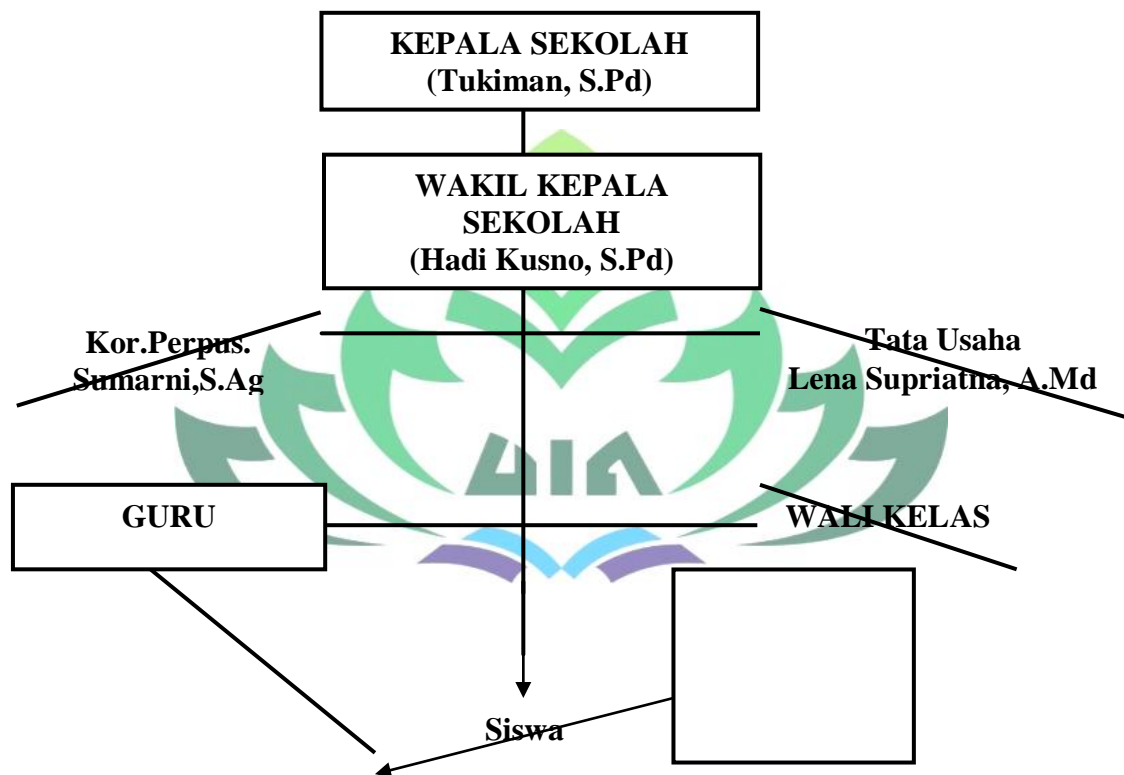 KEPALA SEKOLAH
(Tukiman, S.Pd)
WAKIL KEPALA
SEKOLAH
(Hadi Kusno, S.Pd)
Kor.Perpus.
Sumarni,S.Ag
Tata Usaha
Lena Supriatna, A.Md
UIN
GURU
WALI KELAS
Siswa